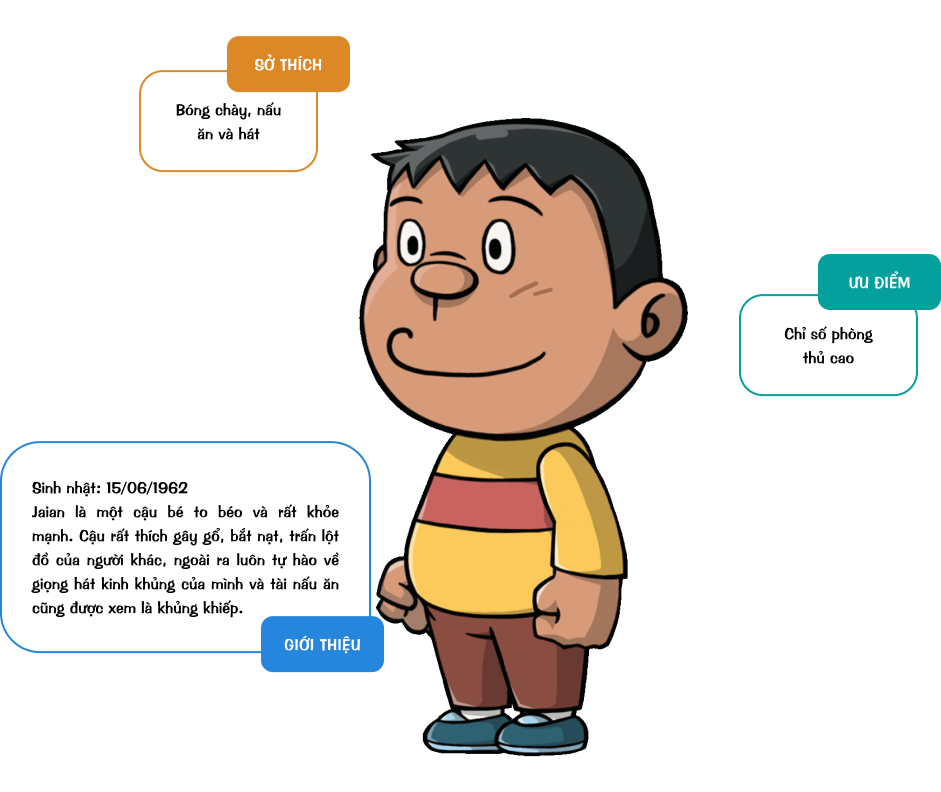 SỞ THÍCH
Bóng chày, nấu
ăn và hát
ƯU ĐIỂM
Chỉ số phòng
thủ cao
Sinh nhật: 15/06/1962
Jaian là một cậu bé to béo và rất khỏe
mạnh. Cậu rất thích gây gổ, bắt nạt, trấn lột
đồ của người khác, ngoài ra luôn tự hào về
giọng hát kinh khủng của mình và tài nấu ăn
cũng được xem là khủng khiếp.
GIỚI THIỆU